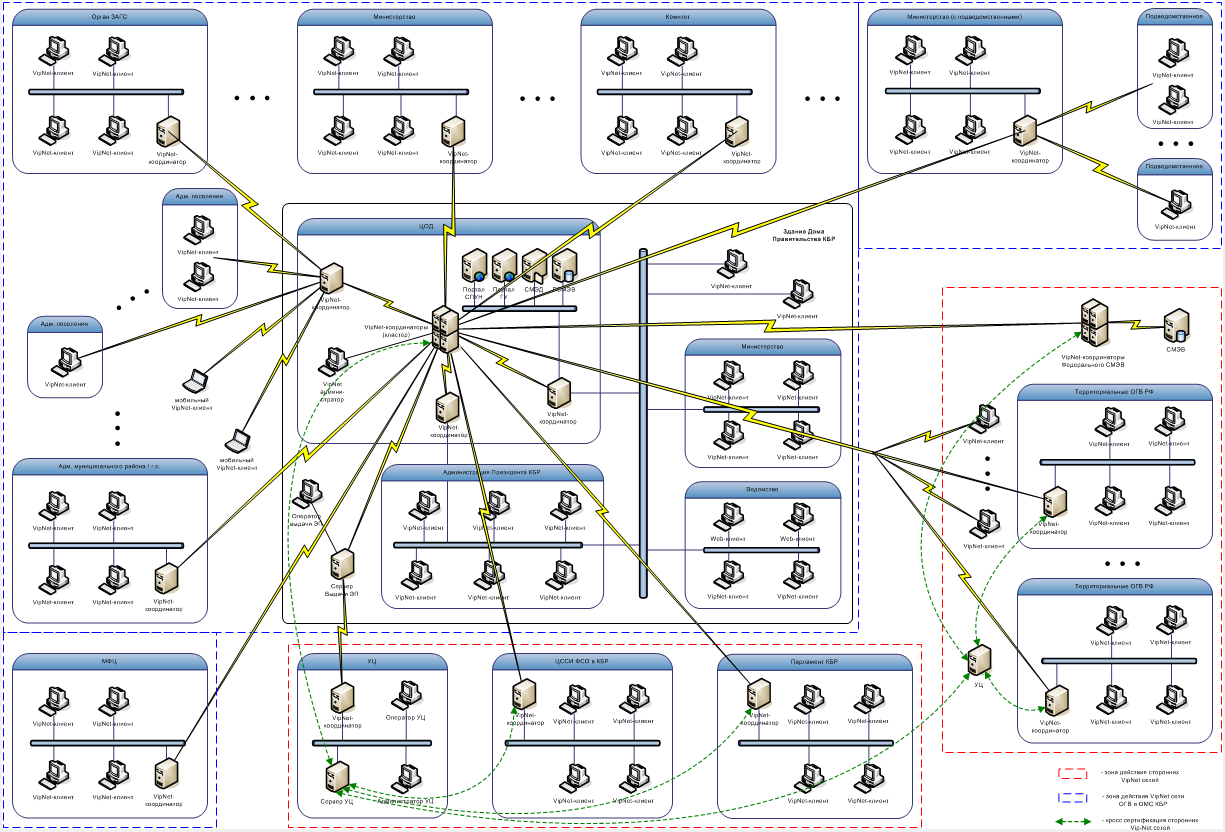 Орган ЗАГС
VipNet-клиент
VipNet-клиент
VipNet-клиент
VipNet-клиент
VipNet-
координатор
Министерство
VipNet-клиент
VipNet-клиент
VipNet-клиент
VipNet-клиент
VipNet-
координатор
Комитет
VipNet-клиент
VipNet-клиент
VipNet-клиент
VipNet-клиент
VipNet-
координатор
Министерство (с подведомственными)
VipNet-клиент
VipNet-клиент
VipNet-клиент
VipNet-клиент
VipNet-
координатор
Подведомственное
VipNet-клиент
VipNet-клиент
Подведомственное
VipNet-клиент
Адм. поселения
VipNet-клиент
VipNet-клиент
Адм. поселения
VipNet-клиент
VipNet-
координатор
мобильный
VipNet-клиент
мобильный
VipNet-клиент
ЦОД
Портал
СПУН
Портал
ГУ
СМЭД
РСМЭВ
VipNet-координаторы
(кластер)
VipNet
админи-
стратор
VipNet-
координатор
VipNet-
координатор
Здание Дома
Правительства КБР
VipNet-клиент
VipNet-клиент
Министерство
VipNet-клиент
VipNet-клиент
VipNet-клиент
VipNet-клиент
Ведомство
Web-клиент
Web-клиент
VipNet-клиент
VipNet-клиент
Администрация Президента КБР
VipNet-клиент
VipNet-клиент
VipNet-клиент
VipNet-клиент
VipNet-клиент
VipNet-клиент
Оператор
выдачи ЭП
Сервер
Выдачи ЭП
Адм. муниципального района / г.о.
VipNet-клиент
VipNet-клиент
VipNet-клиент
VipNet-клиент
VipNet-
координатор
МФЦ
VipNet-клиент
VipNet-клиент
VipNet-клиент
VipNet-клиент
VipNet-
координатор
УЦ
VipNet-
координатор
Оператор УЦ
Сервер УЦ
Администратор УЦ
ЦССИ ФСО в КБР
VipNet-
координатор
VipNet-клиент
VipNet-клиент
VipNet-клиент
VipNet-клиент
Парламент КБР
VipNet-
координатор
VipNet-клиент
VipNet-клиент
VipNet-клиент
VipNet-клиент
VipNet-координаторы
Федерального СМЭВ
СМЭВ
VipNet-клиент
VipNet-клиент
Территориальные ОГВ РФ
VipNet-клиент
VipNet-клиент
VipNet-
координатор
VipNet-клиент
VipNet-клиент
Территориальные ОГВ РФ
VipNet-клиент
VipNet-клиент
VipNet-
координатор
VipNet-клиент
VipNet-клиент
УЦ
- зона действия сторонних
VipNet сетей
- зона действия VipNet сети
ОГВ и ОМС КБР
- кросс сертификация сторонних
Vip-Net сетей